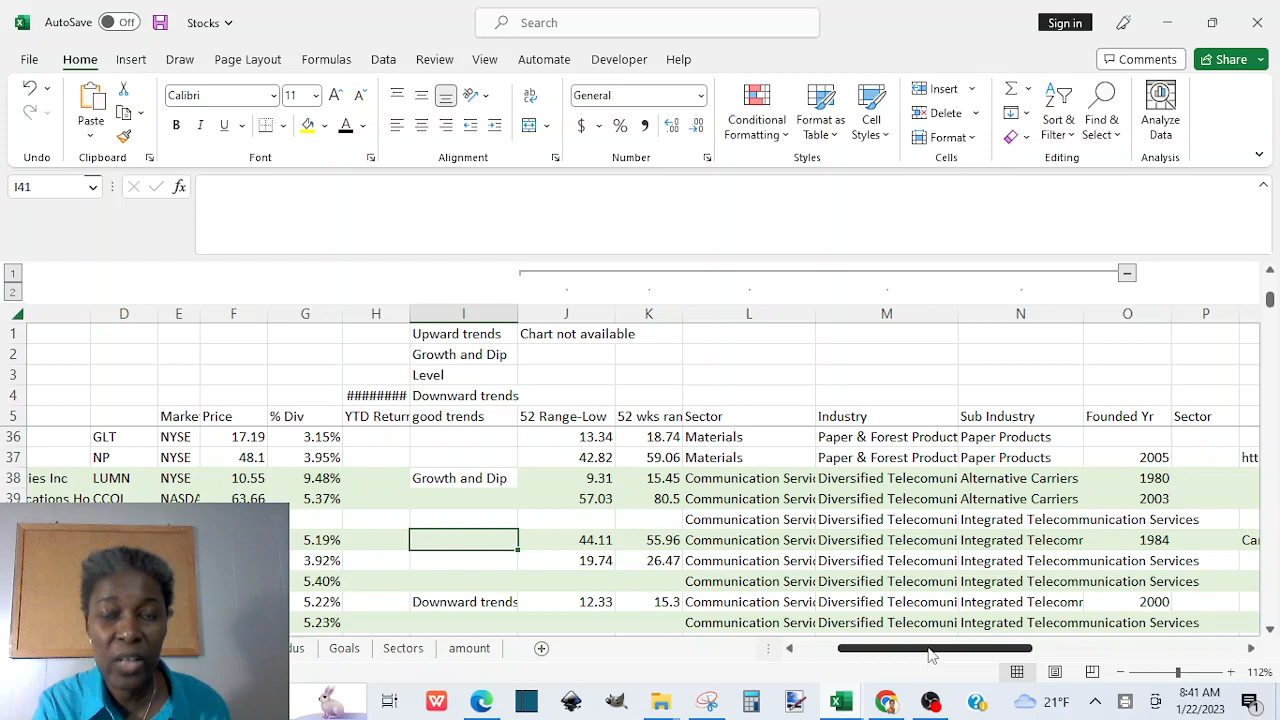 AutoSave Off Stocks Search Sign in
File Home Insert Draw Page Layout Formulas Data Review View Automate Developer Help Comments Share
Paste Calibri 11 B I U A General $ % Conditional Formatting Format as Table Cell Styles Insert Delete Format Sort & Filter Find & Select Analyze Data
Undo Clipboard Font Alignment Number Styles Cells Editing Analysis
I41 fx
1
2
D E F G H I J K L M N O P
1 Upward trends Chart not available
2 Growth and Dip
3 Level
4 ######## Downward trends
5 Marke Price % Div YTD Return good trends 52 Range-Low 52 wks ran Sector Industry Sub Industry Founded Yr Sector
36 GLT NYSE 17.19 3.15% 13.34 18.74 Materials Paper & Forest Product Paper Products
37 NP NYSE 48.1 3.95% 42.82 59.06 Materials Paper & Forest Product Paper Products 2005 htt
38 ies Inc LUMN NYSE 10.55 9.48% Growth and Dip 9.31 15.45 Communication Servic Diversified Telecomuni Alternative Carriers 1980
39 cations Ho CCOI NASDA 63.66 5.37% 57.03 80.5 Communication Servic Diversified Telecomuni Alternative Carriers 2003
Communication Servic Diversified Telecomuni Integrated Telecommunication Services
5.19% 44.11 55.96 Communication Servic Diversified Telecomuni Integrated Telecomr 1984 Ca
3.92% 19.74 26.47 Communication Servic Diversified Telecomuni Integrated Telecommunication Services
5.40% Communication Servic Diversified Telecomuni Integrated Telecommunication Services
5.22% Downward trends 12.33 15.3 Communication Servic Diversified Telecomuni Integrated Telecomr 2000
5.23% Communication Servic Diversified Telecomuni Integrated Telecommunication Services
dus Goals Sectors amount
112%
21°F 8:41 AM
1/22/2023